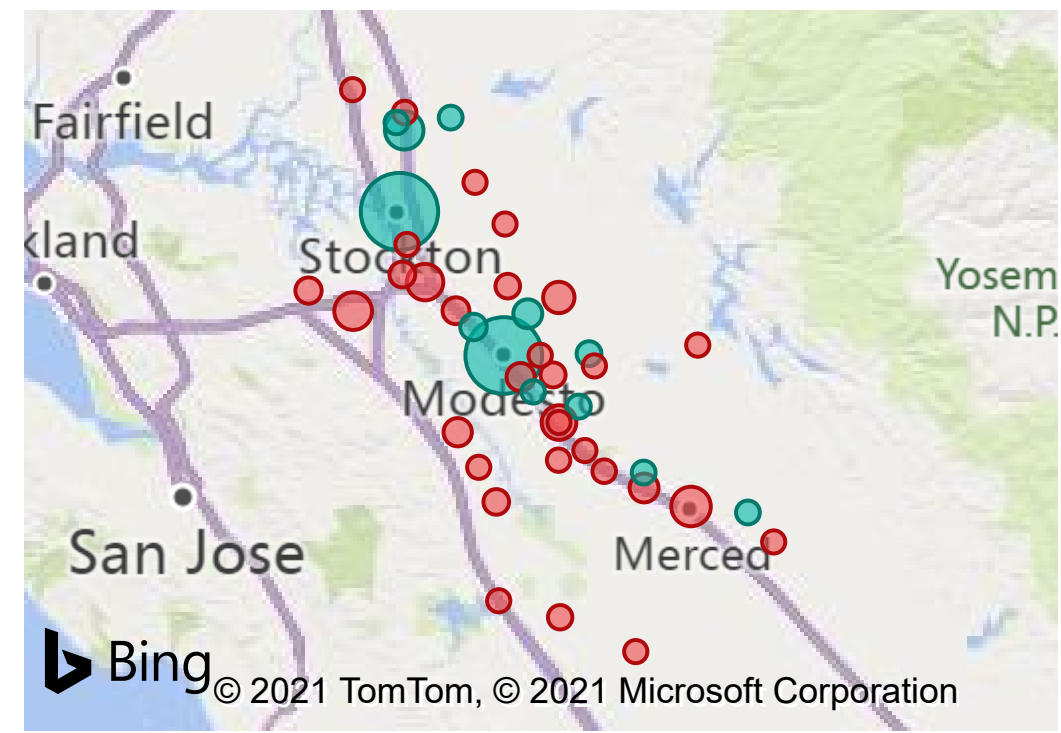 Fairfield
kland
Stockton
Yosem
N.P.
Modesto
San Jose
Merced
Bing
© 2021 TomTom, © 2021 Microsoft Corporation